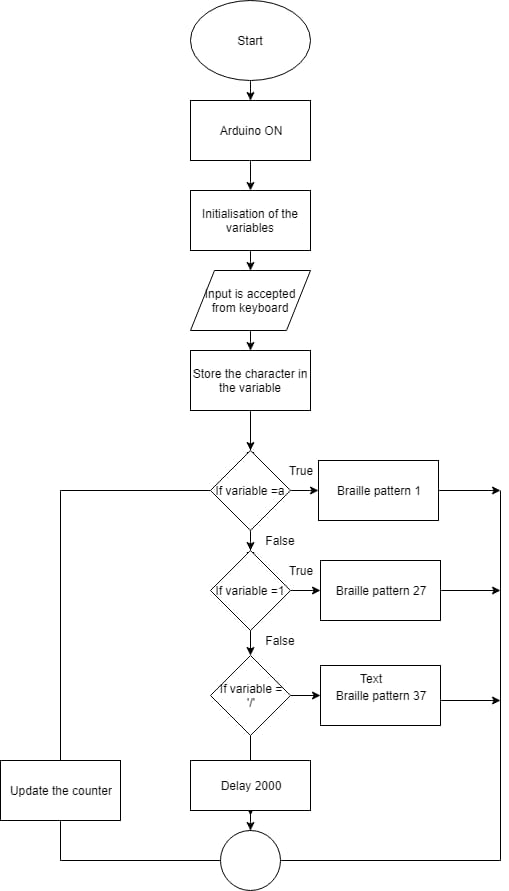 Start
Arduino ON
Initialisation of the
variables
Input is accepted
from keyboard
Store the character in
the variable
True
If variable =a
Braille pattern 1
False
True
If variable =1
Braille pattern 27
False
Text
If variable =
'/'
Braille pattern 37
Update the counter
Delay 2000